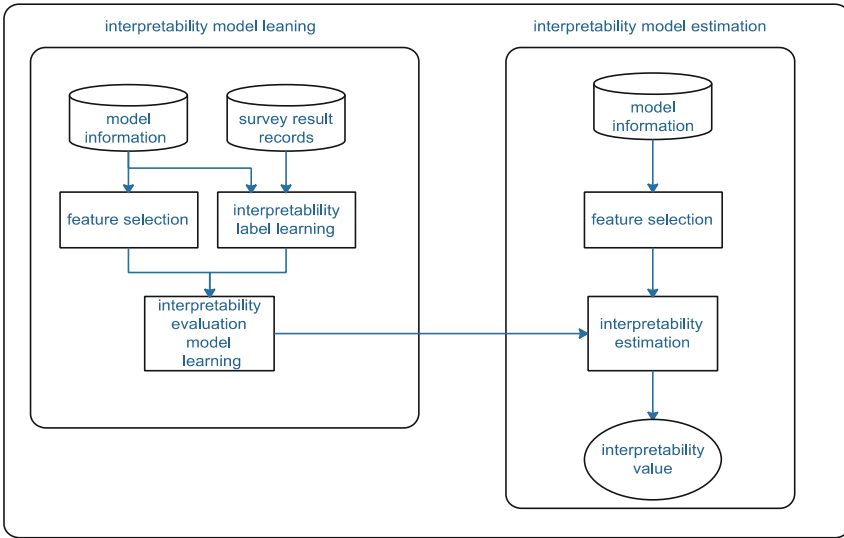 interpretability model leaning
interpretability model estimation
model
information
survey result
records
feature selection
interpretablility
label learning
interpretability
evaluation
model
learning
model
information
feature selection
interpretability
estimation
interpretability
value